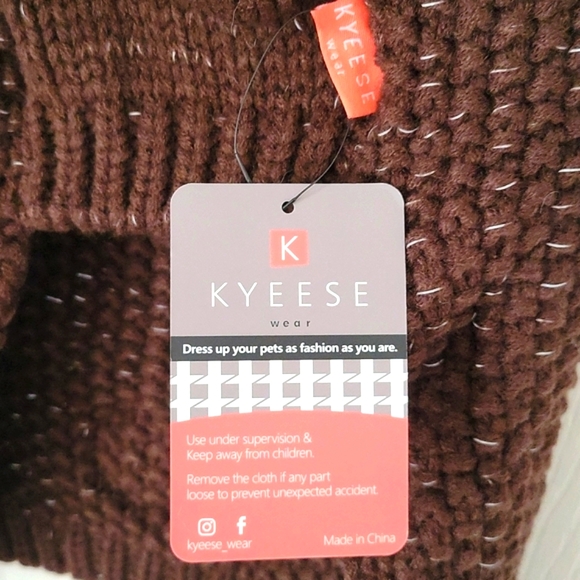 KYEESE
wear
K
KYEESE
wear
Dress up your pets as fashion as you are.
Use under supervision &
Keep away from children.
Remove the cloth if any part
loose to prevent unexpected accident.
kyeese_wear
Made in China